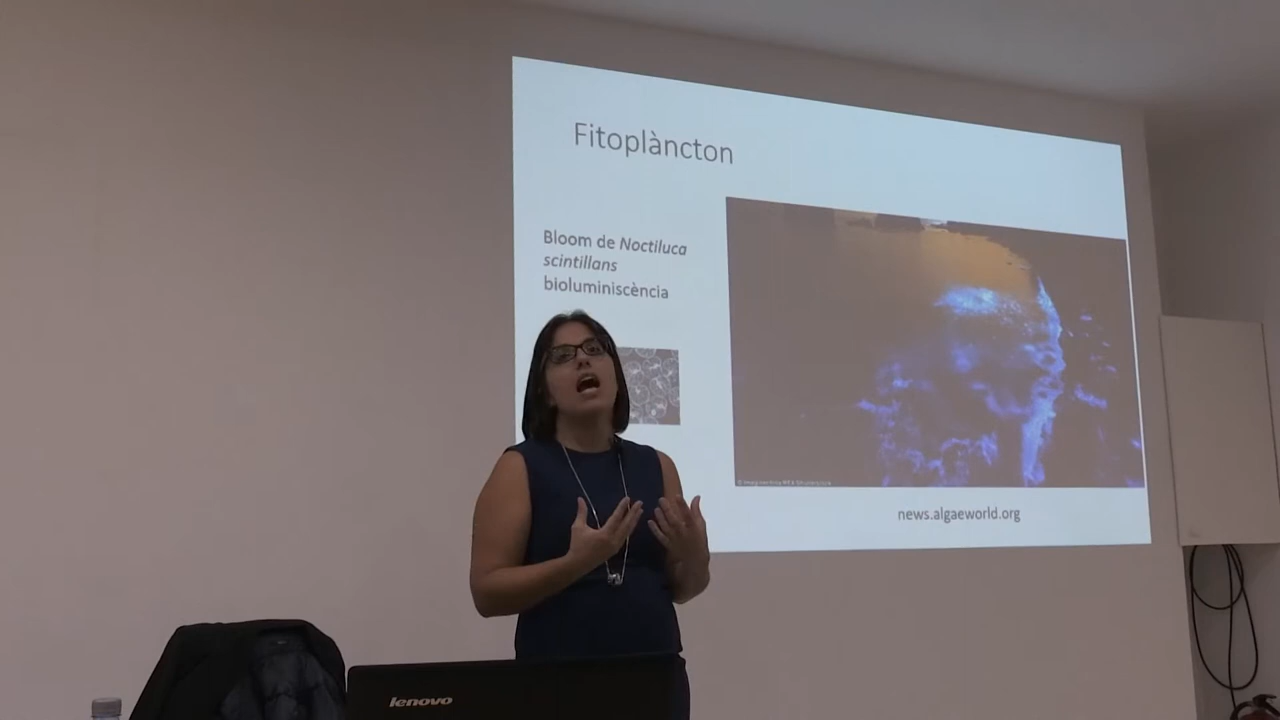 Fitoplàncton
Bloom de Noctiluca
scintillans
bioluminiscència
news.algaeworld.org
lenovo